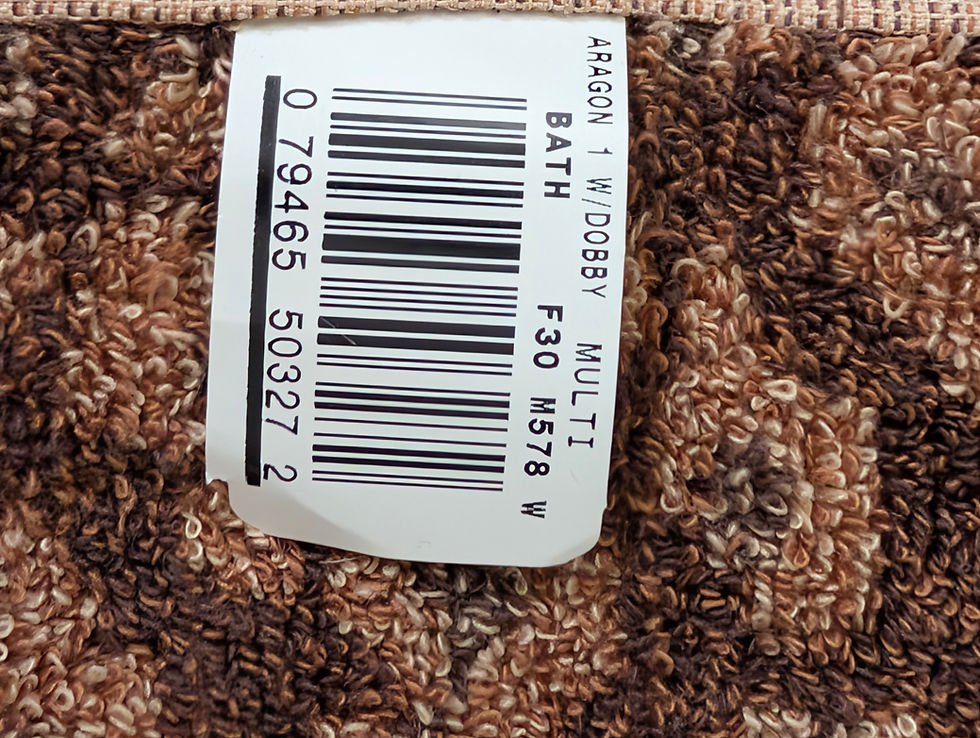 ARAGON 1 W/DOBBY MULTI
BATH F30 M578 W
0 79465 50327 2